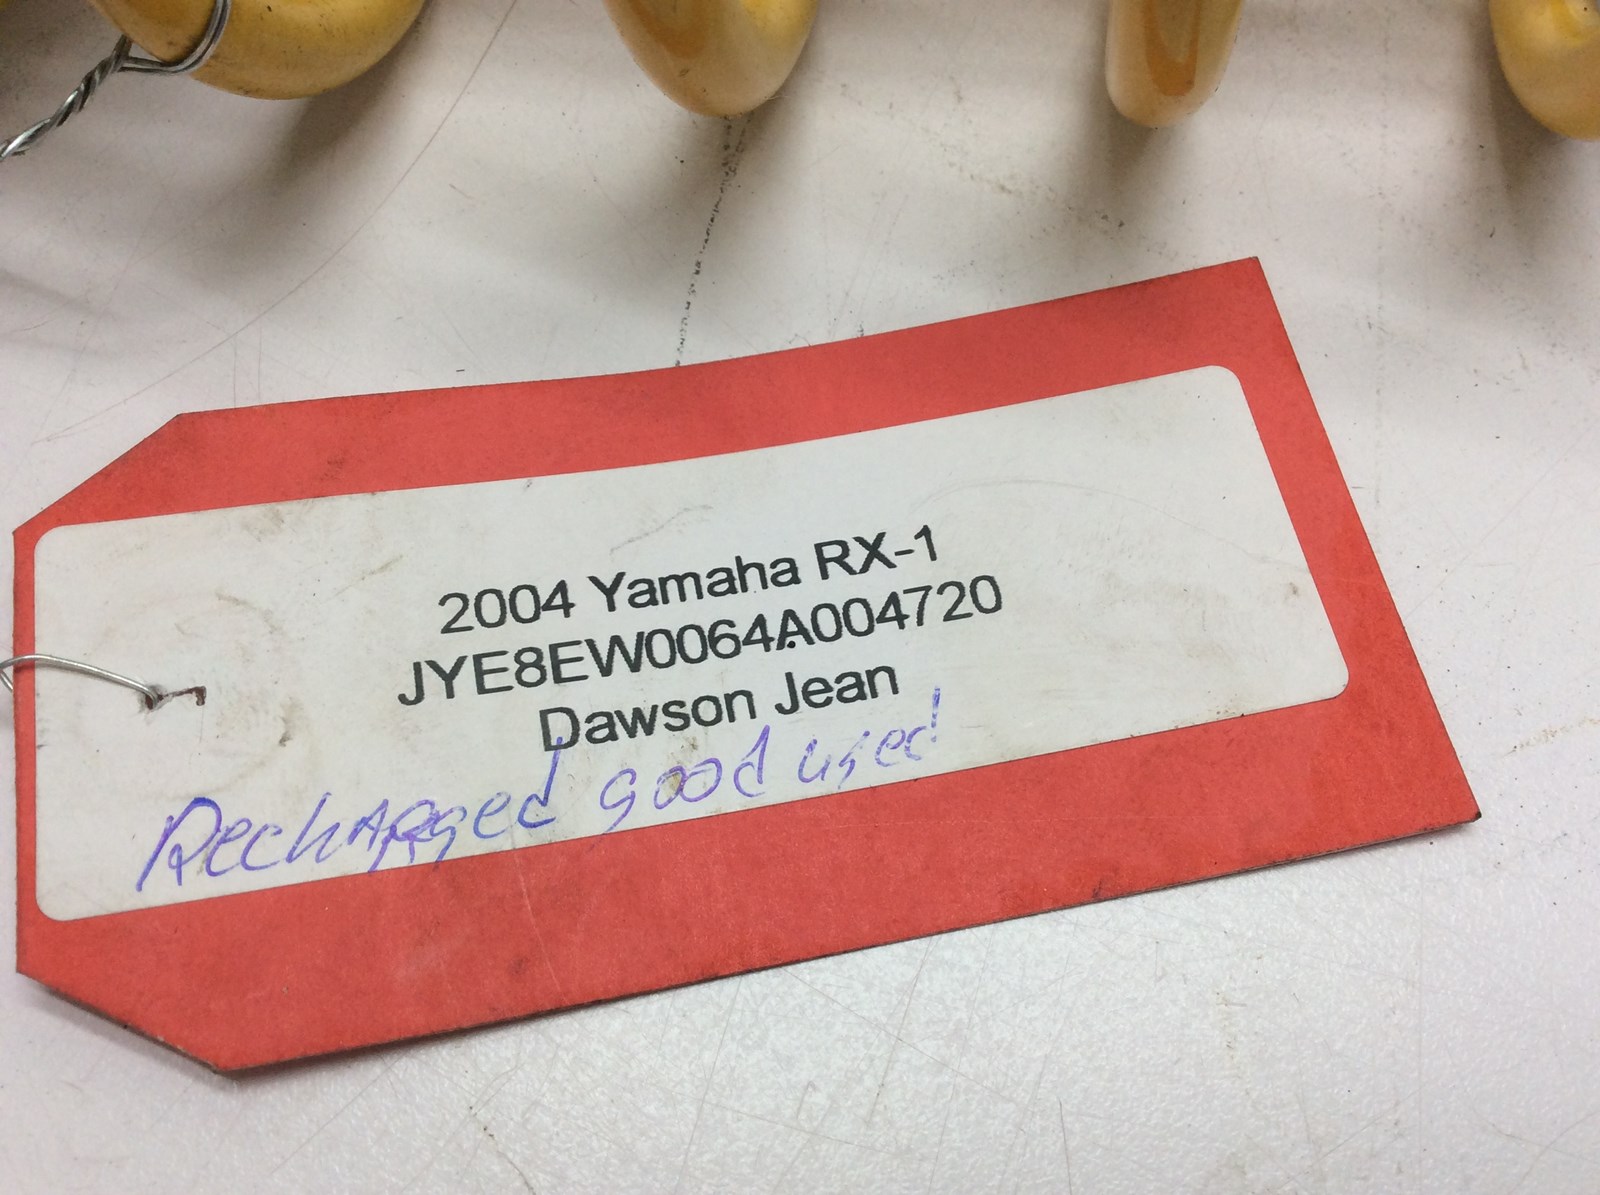 2004 Yamaha RX-1
JYE8EW0064A004720
Dawson Jean
Recharged good used